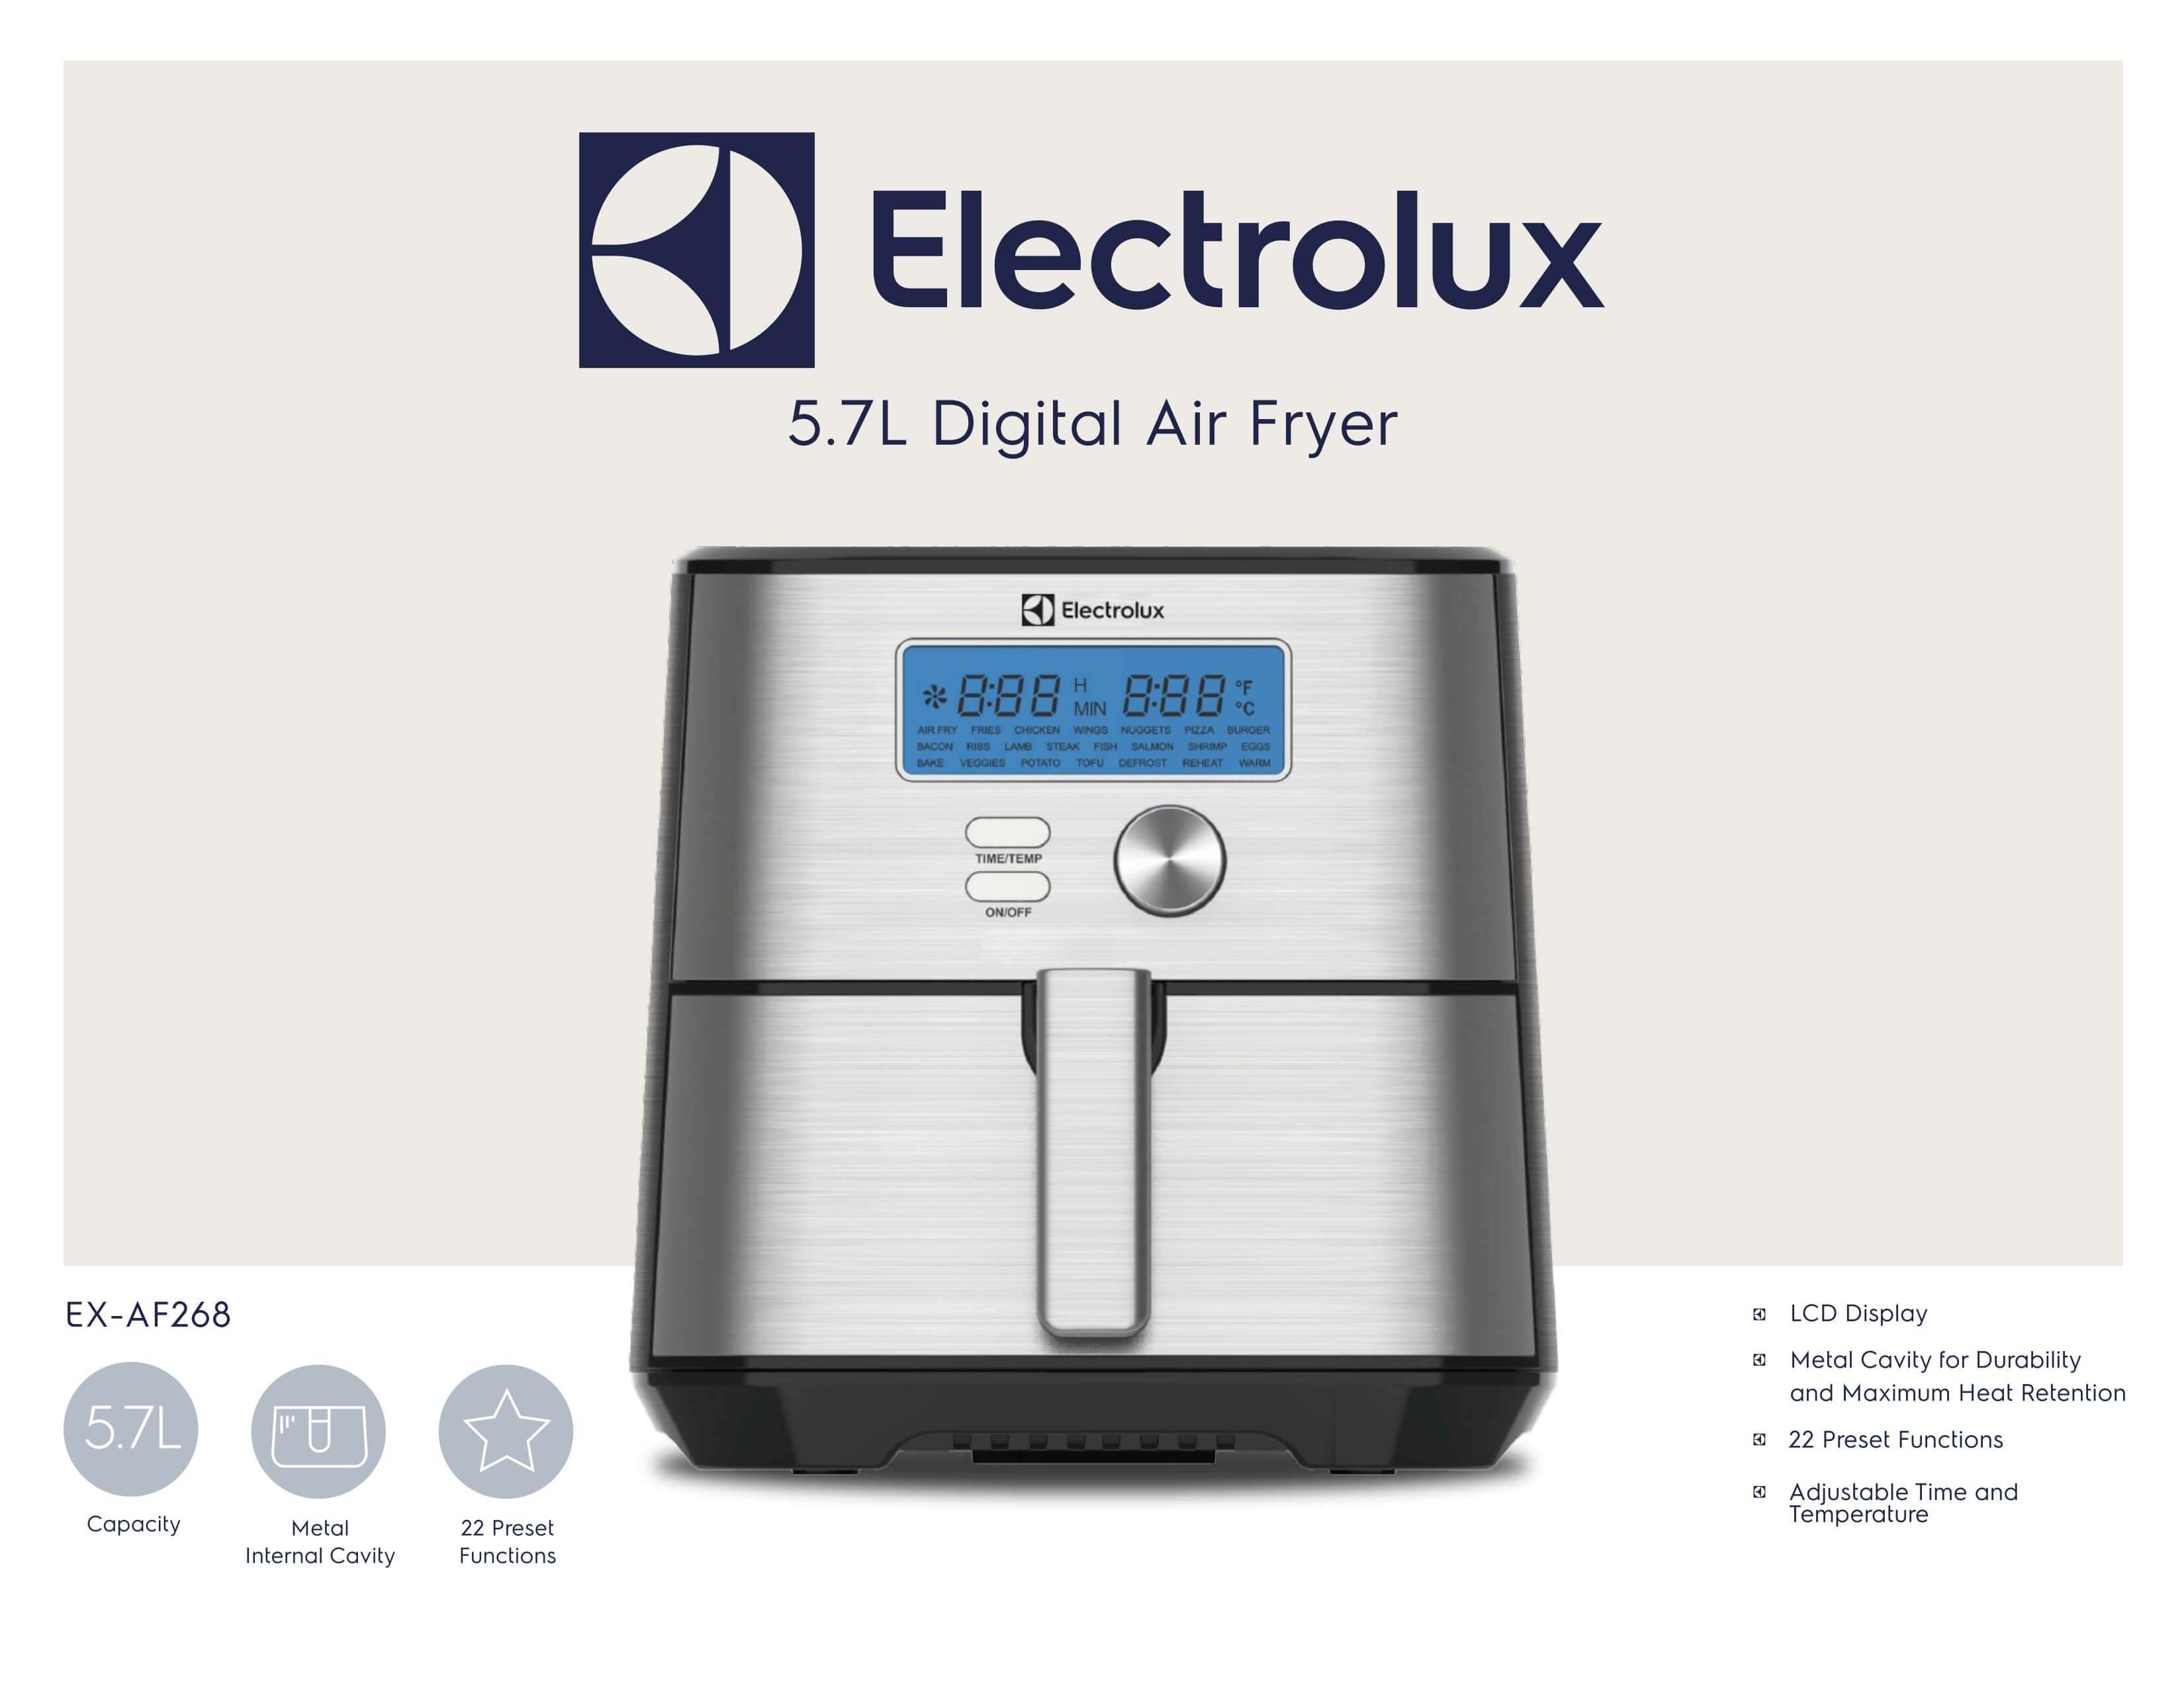 Electrolux
5.7L Digital Air Fryer
Electrolux
8:88 H MIN 8:88 °F °C
AIR FRY FRIES CHICKEN WINGS NUGGETS PIZZA BURGER
BACON RIBS LAMB STEAK FISH SALMON SHRIMP EGGS
BAKE VEGGIES POTATO TOFU DEFROST REHEAT WARM
TIME/TEMP
ON/OFF
EX-AF268
5.7L
Capacity
Metal
Internal Cavity
22 Preset
Functions
LCD Display
Metal Cavity for Durability
and Maximum Heat Retention
22 Preset Functions
Adjustable Time and
Temperature